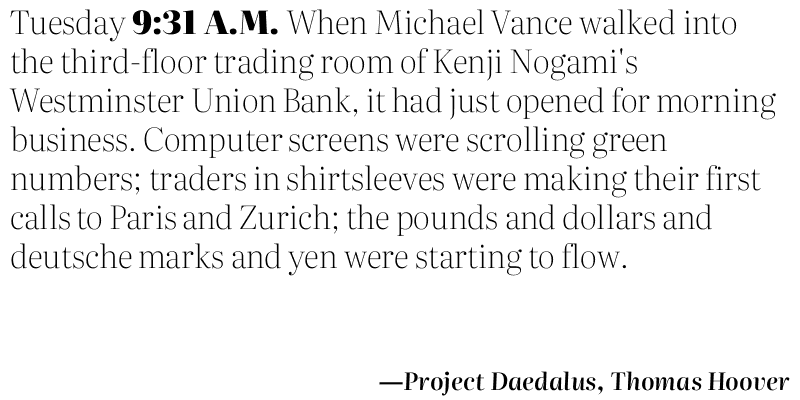 Tuesday 9:31 A.M. When Michael Vance walked into
the third-floor trading room of Kenji Nogami's
Westminster Union Bank, it had just opened for morning
business. Computer screens were scrolling green
numbers; traders in shirtsleeves were making their first
calls to Paris and Zurich; the pounds and dollars and
deutsche marks and yen were starting to flow.
—Project Daedalus, Thomas Hoover